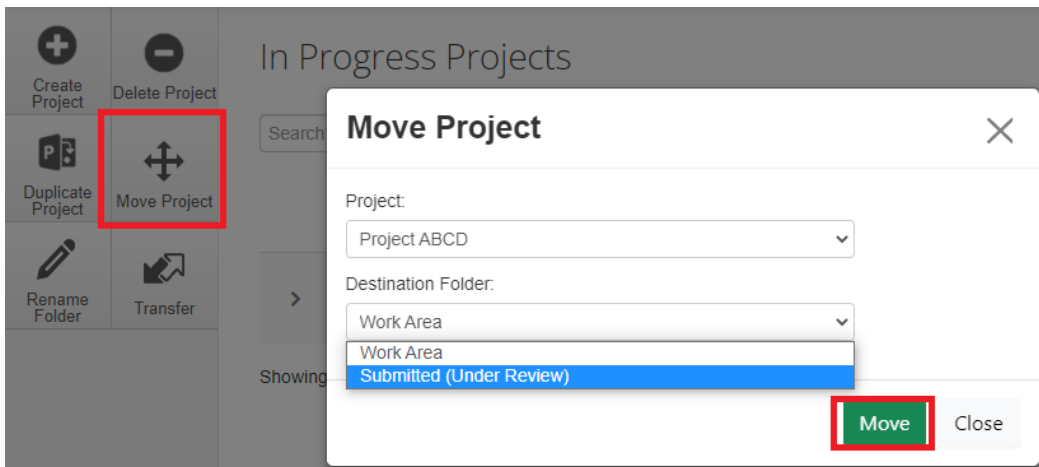 Create
Project
Delete Project
Duplicate
Project
Move Project
Rename
Folder
Transfer
In Progress Projects
Search
Showing
Move Project
Project:
Project ABCD
Destination Folder:
Work Area
Work Area
Submitted (Under Review)
Move
Close